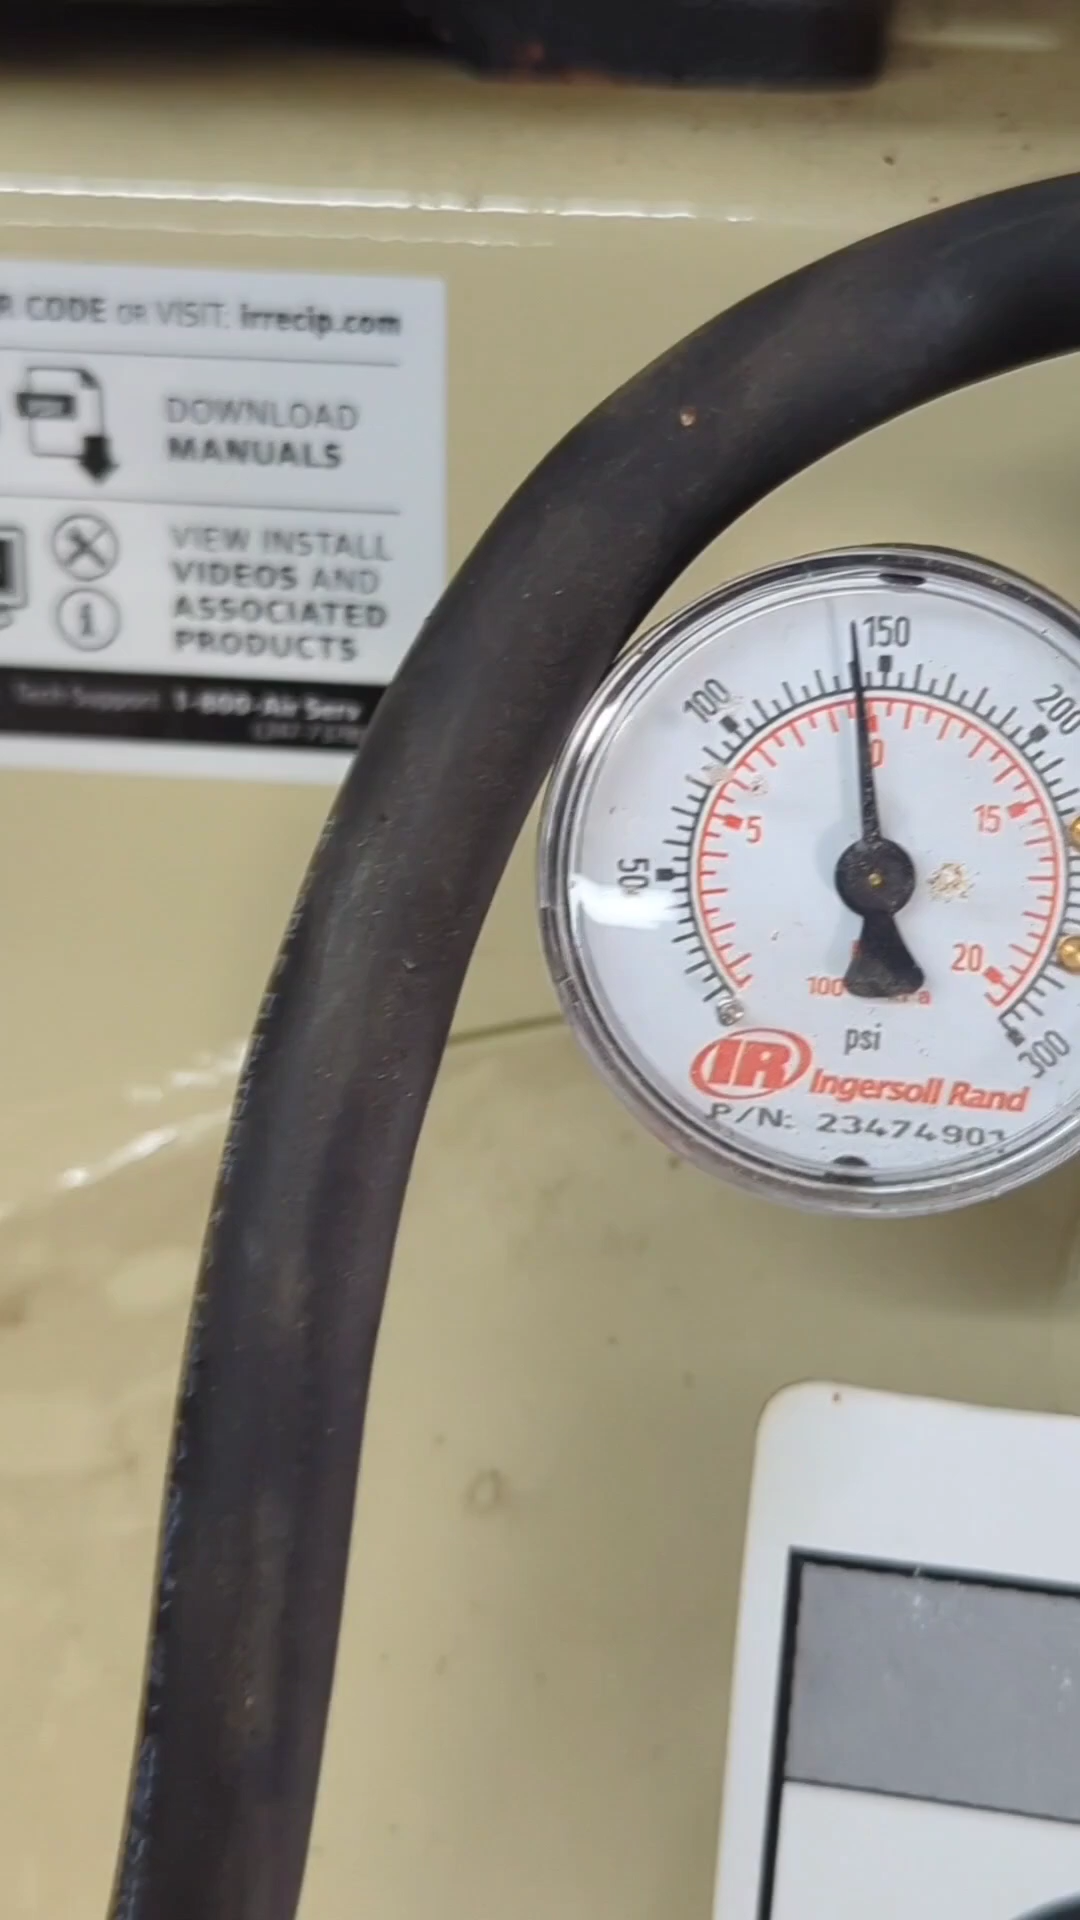 R CODE OR VISIT: irrecip.com
DOWNLOAD
MANUALS
VIEW INSTALL
VIDEOS AND
ASSOCIATED
PRODUCTS
Tech Support 1-800-Air Serv
50
100
150
200
300
5
15
20
psi
IR Ingersoll Rand
P/N: 23474901